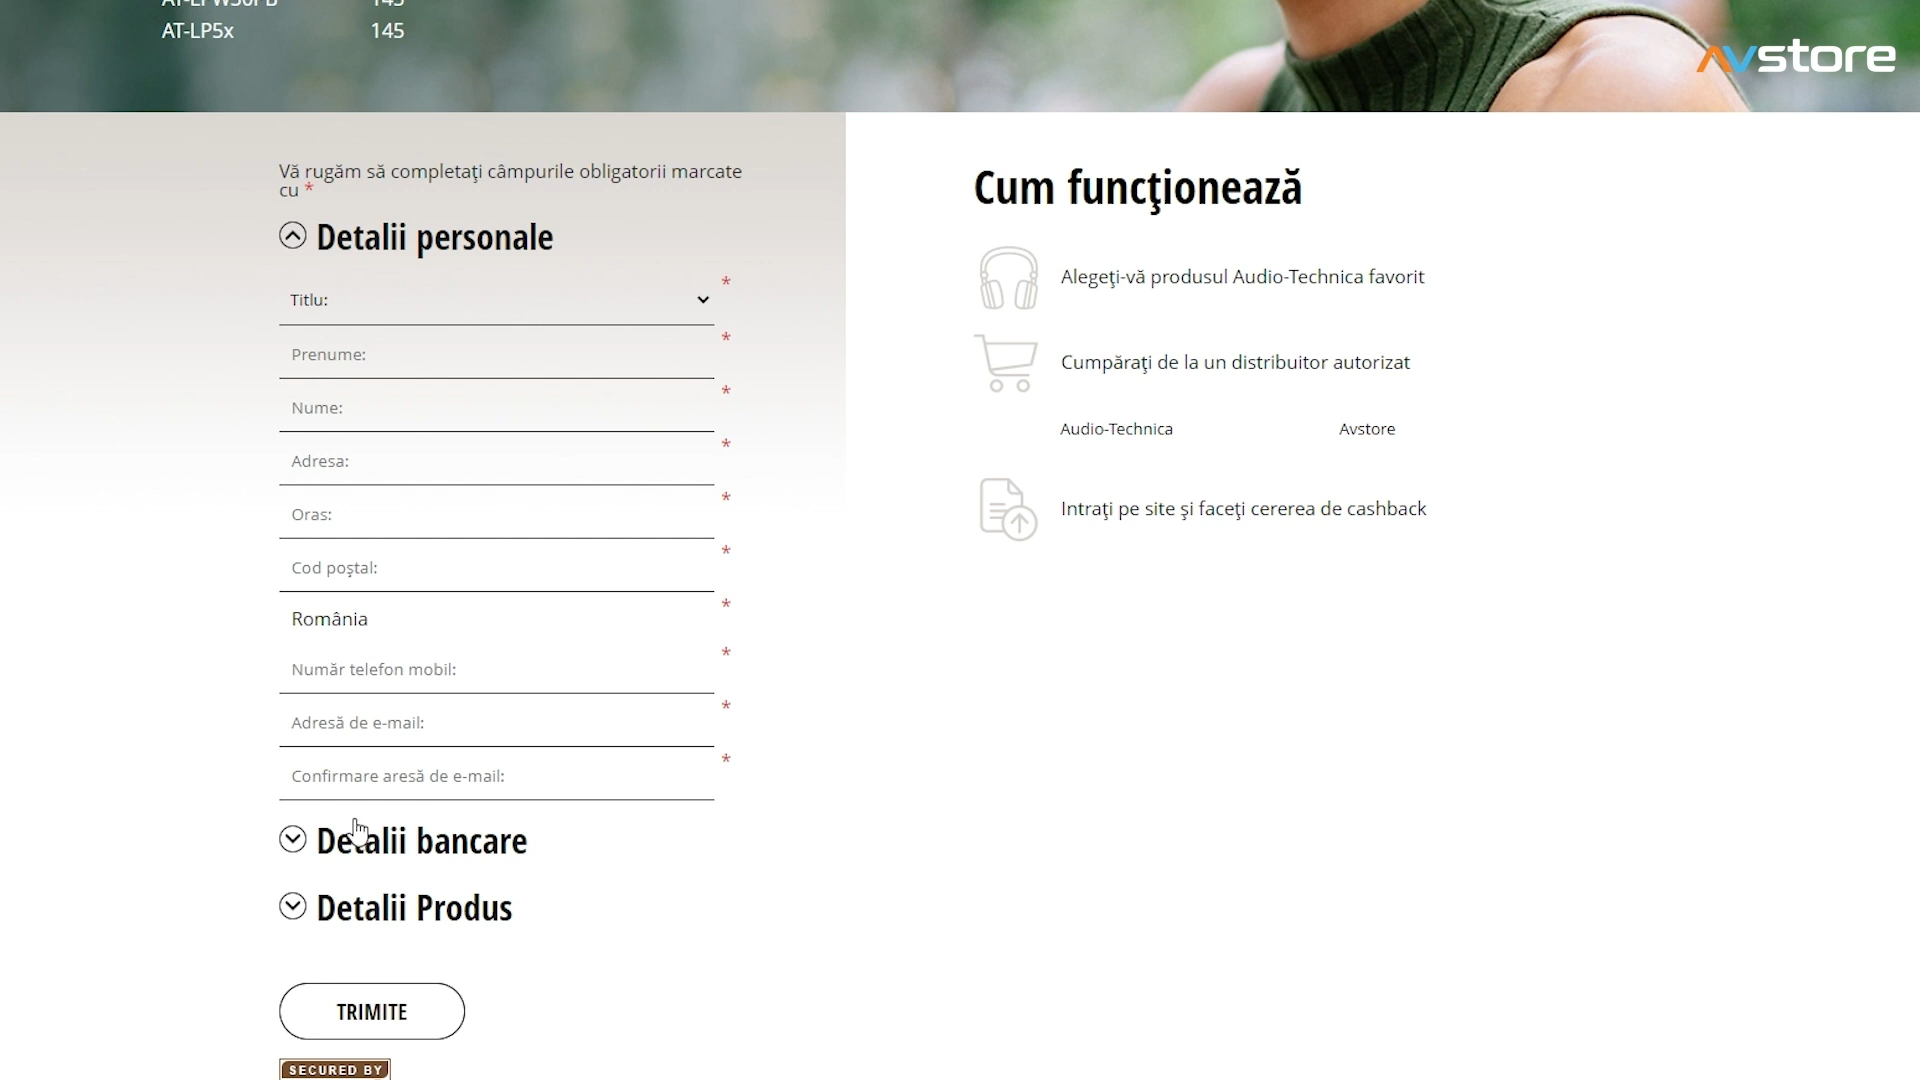 AT-LP5x 145
avstore
Vă rugăm să completați câmpurile obligatorii marcate
cu *
Detalii personale
Titlu: *
Prenume: *
Nume: *
Adresa: *
Oras: *
Cod poștal: *
România *
Număr telefon mobil: *
Adresă de e-mail: *
Confirmare aresă de e-mail: *
Detalii bancare
Detalii Produs
TRIMITE
SECURED BY
Cum funcţionează
Alegeţi-vă produsul Audio-Technica favorit
Cumpăraţi de la un distribuitor autorizat
Audio-Technica Avstore
Intraţi pe site şi faceţi cererea de cashback